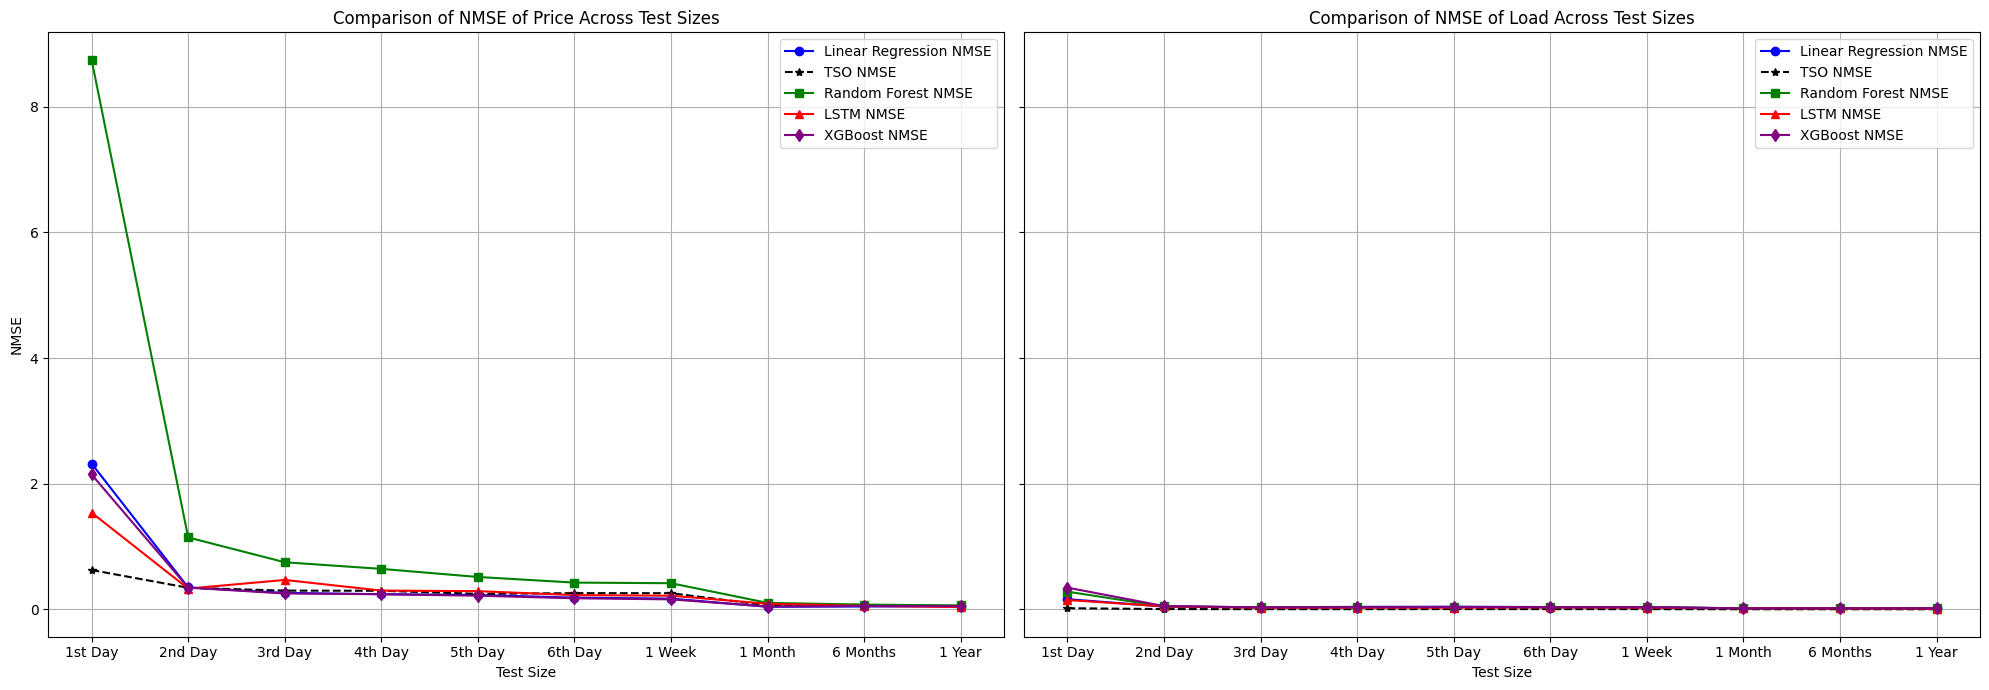 Comparison of NMSE of Price Across Test Sizes
Linear Regression NMSE
TSO NMSE
Random Forest NMSE
LSTM NMSE
XGBoost NMSE
NMSE
8
6
4
2
0
1st Day 2nd Day 3rd Day 4th Day 5th Day 6th Day 1 Week 1 Month 6 Months 1 Year
Test Size
Comparison of NMSE of Load Across Test Sizes
Linear Regression NMSE
TSO NMSE
Random Forest NMSE
LSTM NMSE
XGBoost NMSE
1st Day 2nd Day 3rd Day 4th Day 5th Day 6th Day 1 Week 1 Month 6 Months 1 Year
Test Size